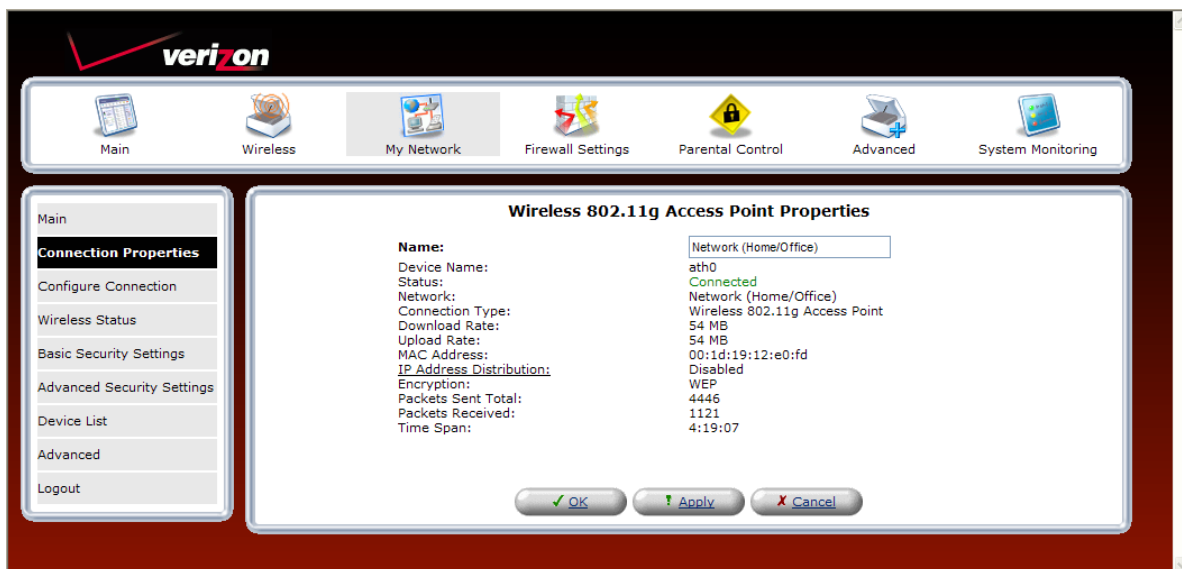 verizon
Main Wireless My Network Firewall Settings Parental Control Advanced System Monitoring
Main
Connection Properties
Configure Connection
Wireless Status
Basic Security Settings
Advanced Security Settings
Device List
Advanced
Logout
Wireless 802.11g Access Point Properties
Name: Network (Home/Office)
Device Name: ath0
Status: Connected
Network: Network (Home/Office)
Connection Type: Wireless 802.11g Access Point
Download Rate: 54 MB
Upload Rate: 54 MB
MAC Address: 00:1d:19:12:e0:fd
IP Address Distribution: Disabled
Encryption: WEP
Packets Sent Total: 4446
Packets Received: 1121
Time Span: 4:19:07
OK Apply Cancel